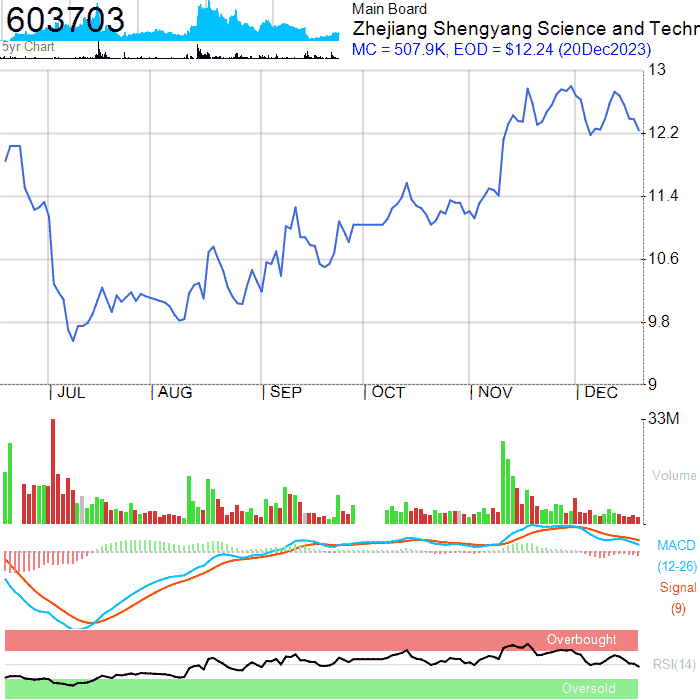 603703
5yr Chart
Main Board
Zhejiang Shengyang Science and Techn
MC = 507.9K, EOD = $12.24 (20Dec2023)
13
12.2
11.4
10.6
9.8
9
JUL
AUG
SEP
OCT
NOV
DEC
33M
Volume
MACD
(12-26)
Signal
(9)
Overbought
RSI(14)
Oversold